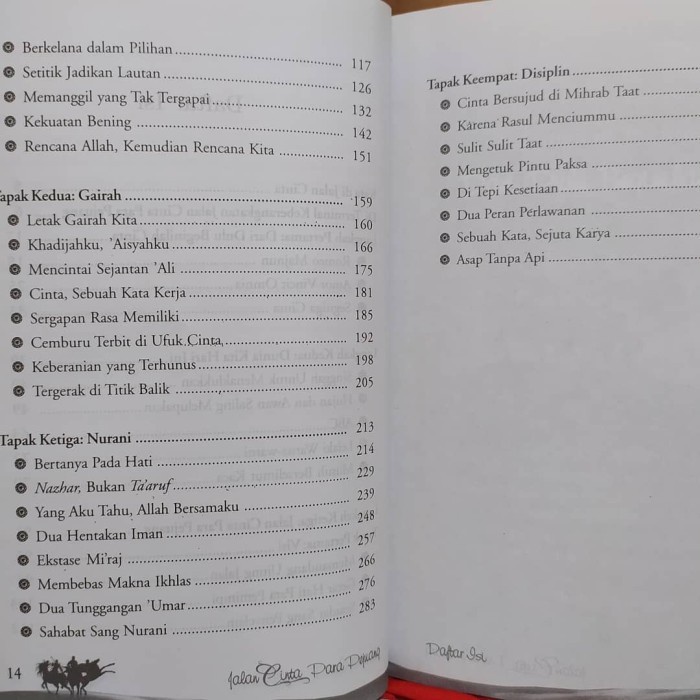 Berkelana dalam Pilihan ..... 117
Setitik Jadikan Lautan ..... 126
Memanggil yang Tak Tergapai ..... 132
Kekuatan Bening ..... 142
Rencana Allah, Kemudian Rencana Kita ..... 151
Tapak Kedua: Gairah ..... 159
Letak Gairah Kita ..... 160
Khadijahku, 'Aisyahku ..... 166
Mencintai Sejantan 'Ali ..... 175
Cinta, Sebuah Kata Kerja ..... 181
Sergapan Rasa Memiliki ..... 185
Cemburu Terbit di Ufuk Cinta, ..... 192
Keberanian yang Terhunus ..... 198
Tergerak di Titik Balik ..... 205
Tapak Ketiga: Nurani ..... 213
Bertanya Pada Hati ..... 214
Nazhar, Bukan Ta'aruf ..... 229
Yang Aku Tahu, Allah Bersamaku ..... 239
Dua Hentakan Iman ..... 248
Ekstase Mi'raj ..... 257
Membebas Makna Ikhlas ..... 266
Dua Tunggangan 'Umar ..... 276
Sahabat Sang Nurani ..... 283
14
Jalan Cinta Para Pejuang
Tapak Keempat: Disiplin .....
Cinta Bersujud di Mihrab Taat .....
Karena Rasul Menciummu .....
Sulit Sulit Taat .....
Mengetuk Pintu Paksa .....
Di Tepi Kesetiaan .....
Dua Peran Perlawanan .....
Sebuah Kata, Sejuta Karya .....
Asap Tanpa Api .....
Daftar Isi